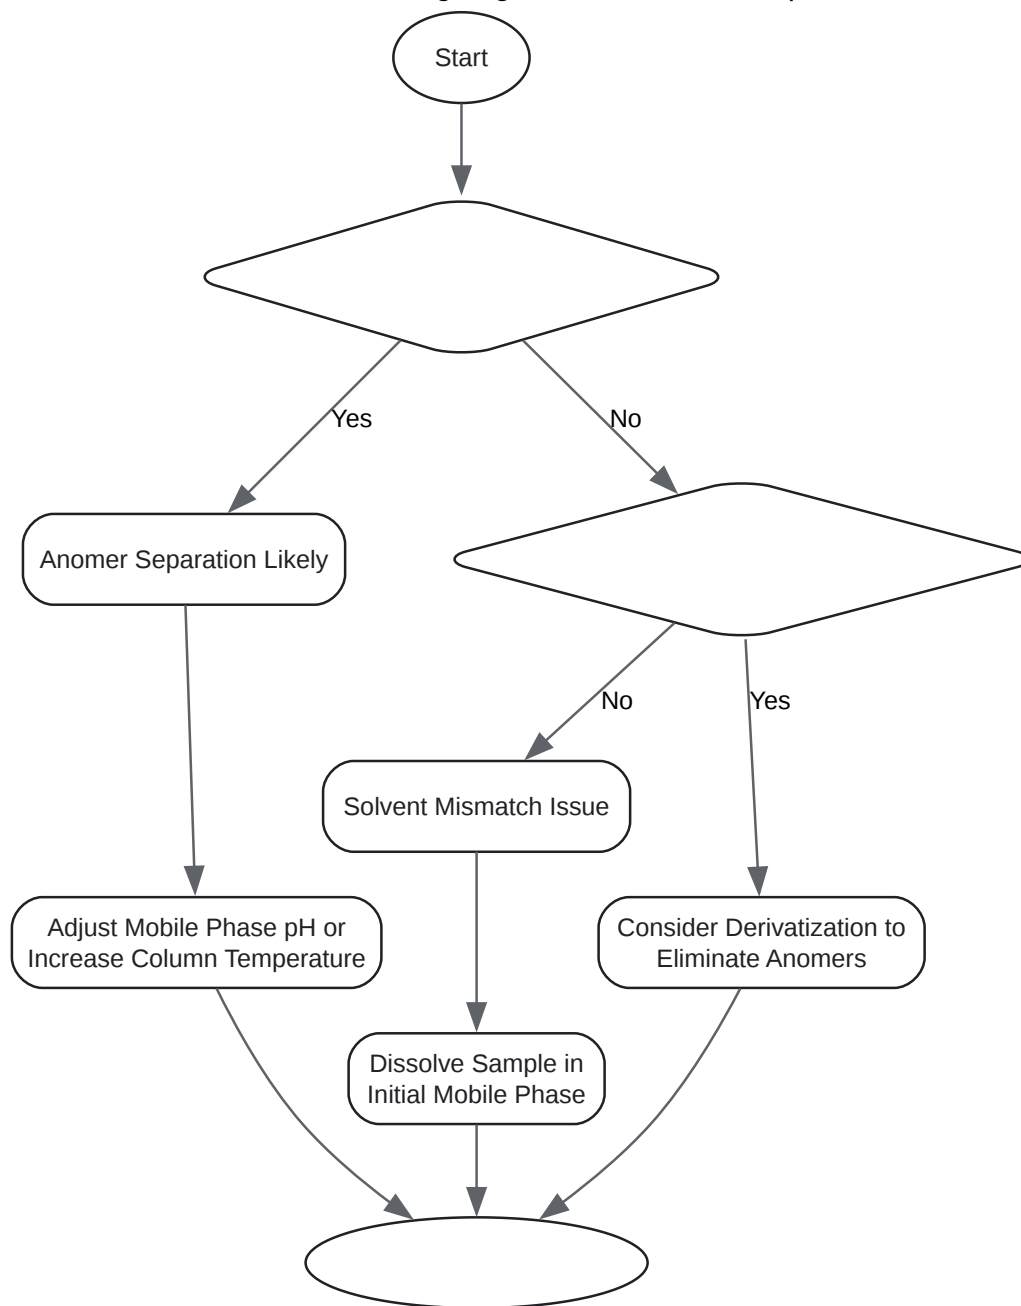 Start
Yes
No
Anomer Separation Likely
No
Yes
Solvent Mismatch Issue
Adjust Mobile Phase pH or
Increase Column Temperature
Consider Derivatization to
Eliminate Anomers
Dissolve Sample in
Initial Mobile Phase